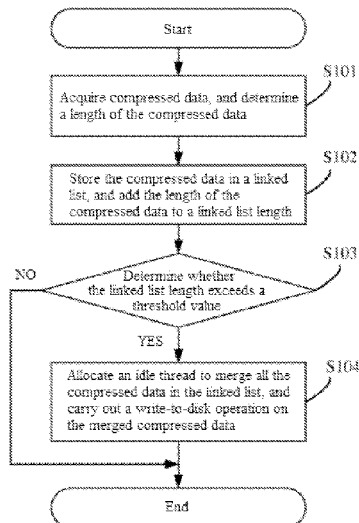 Start
S101
Acquire compressed data, and determine
a length of the compressed data
S102
Store the compressed data in a linked
list, and add the length of the
compressed data to a linked list length
S103
NO
Determine whether
the linked list length exceeds a
threshold value
YES
S104
Allocate an idle thread to merge all the
compressed data in the linked list, and
carry out a write-to-disk operation on
the merged compressed data
End